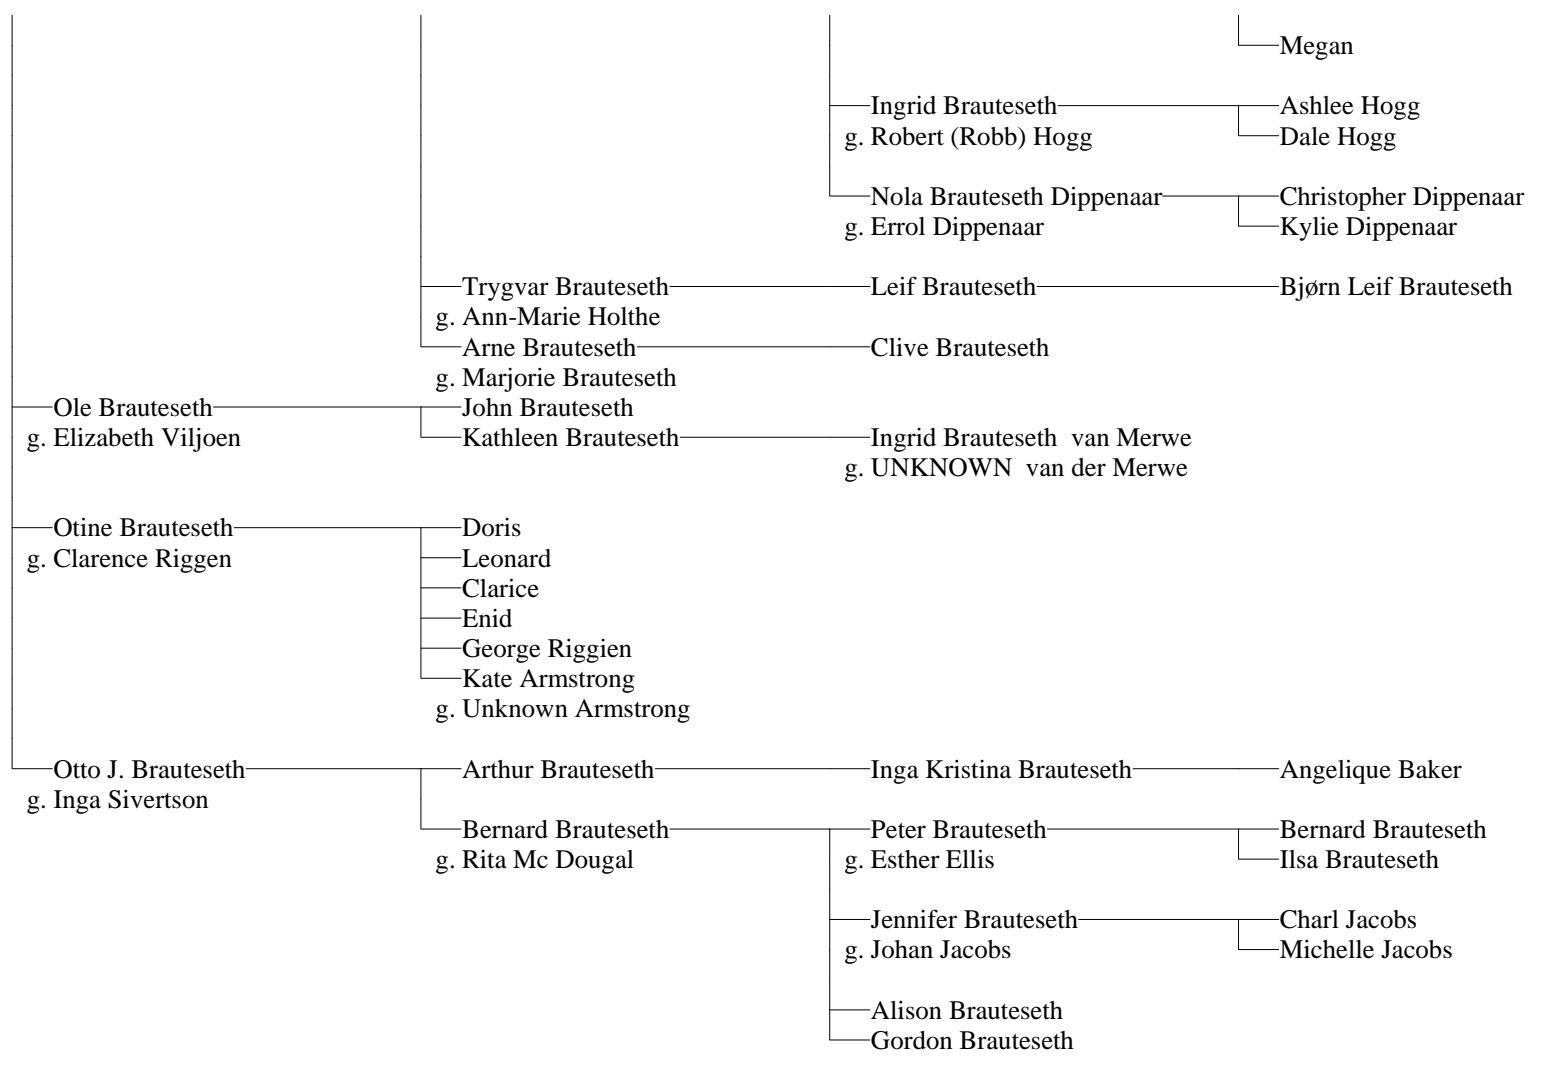 Megan
Ingrid Brauteseth Ashlee Hogg
g. Robert (Robb) Hogg Dale Hogg
Nola Brauteseth Dippenaar Christopher Dippenaar
g. Errol Dippenaar Kylie Dippenaar
Trygvar Brauteseth Leif Brauteseth Bjørn Leif Brauteseth
g. Ann-Marie Holthe
Arne Brauteseth Clive Brauteseth
g. Marjorie Brauteseth
Ole Brauteseth John Brauteseth
g. Elizabeth Viljoen Kathleen Brauteseth Ingrid Brauteseth van Merwe
g. UNKNOWN van der Merwe
Otine Brauteseth Doris
g. Clarence Riggen Leonard
Clarice
Enid
George Riggien
Kate Armstrong
g. Unknown Armstrong
Otto J. Brauteseth Arthur Brauteseth Inga Kristina Brauteseth Angelique Baker
g. Inga Sivertson
Bernard Brauteseth Peter Brauteseth Bernard Brauteseth
g. Rita Mc Dougal g. Esther Ellis Ilsa Brauteseth
Jennifer Brauteseth Charl Jacobs
g. Johan Jacobs Michelle Jacobs
Alison Brauteseth
Gordon Brauteseth